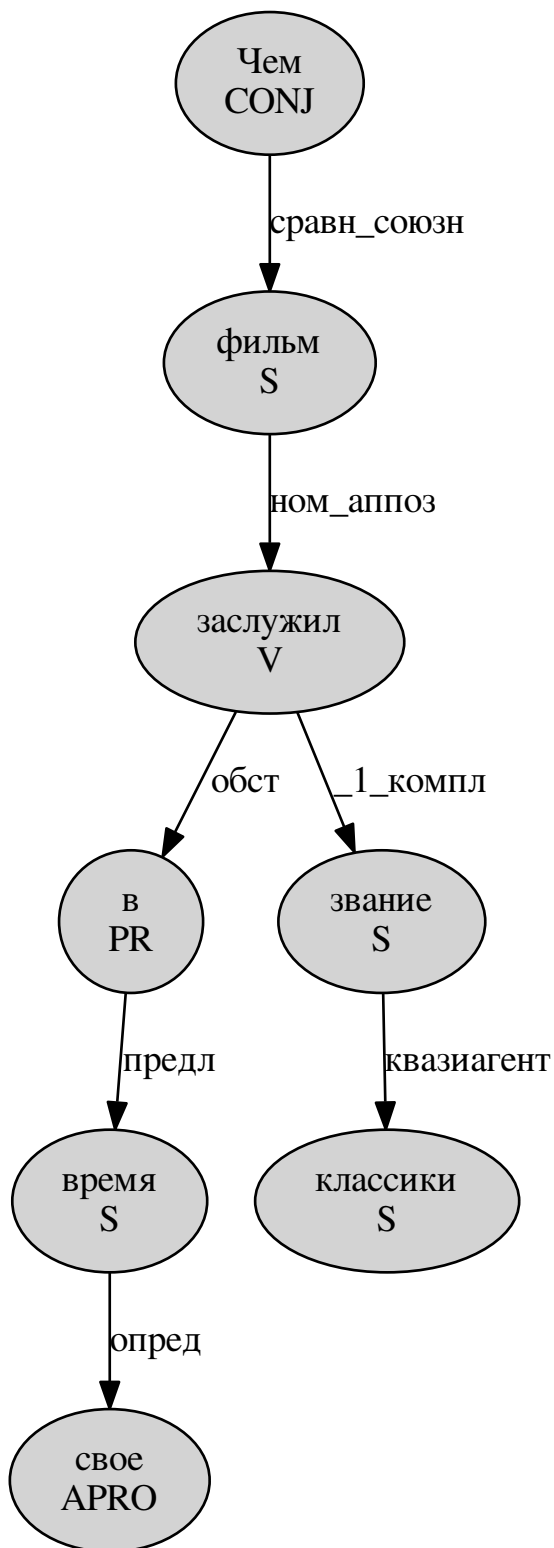 Чем
CONJ
сравн_союзн
фильм
S
ном_аппоз
заслужил
V
обст
_1_компл
в
PR
звание
S
предл
квазиагент
время
S
классики
S
опред
свое
APRO